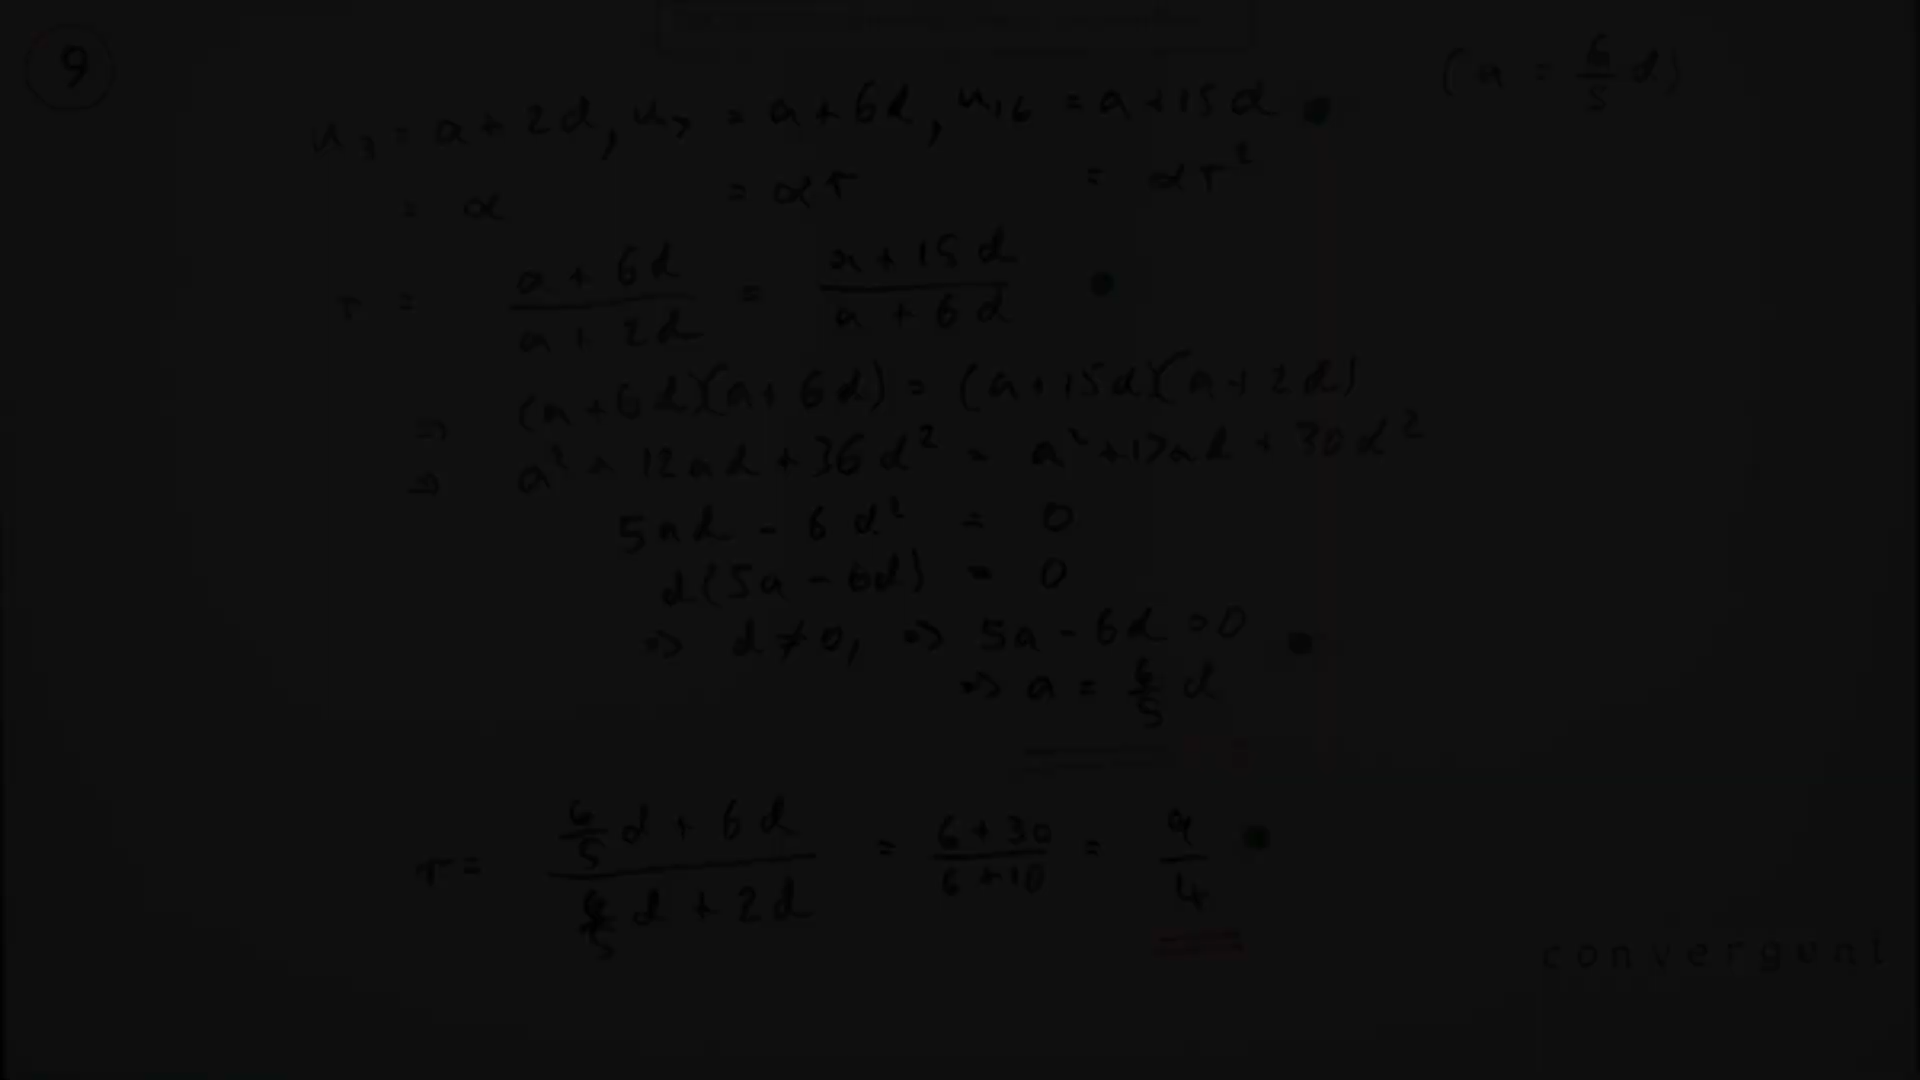 9
(a = 6/5 d)
u₃ = a + 2d, u₇ = a + 6d, u₁₆ = a + 15d
= α = αr = αr²
r = (a + 6d)/(a + 2d) = (a + 15d)/(a + 6d)
⇒ (a + 6d)(a + 6d) = (a + 15d)(a + 2d)
⇒ a² + 12ad + 36d² = a² + 17ad + 30d²
5ad - 6d² = 0
d(5a - 6d) = 0
⇒ d ≠ 0, ⇒ 5a - 6d = 0
⇒ a = 6/5 d
r = (6/5 d + 6d)/(6/5 d + 2d) = (6 + 30)/(6 + 10) = 9/4
convergent